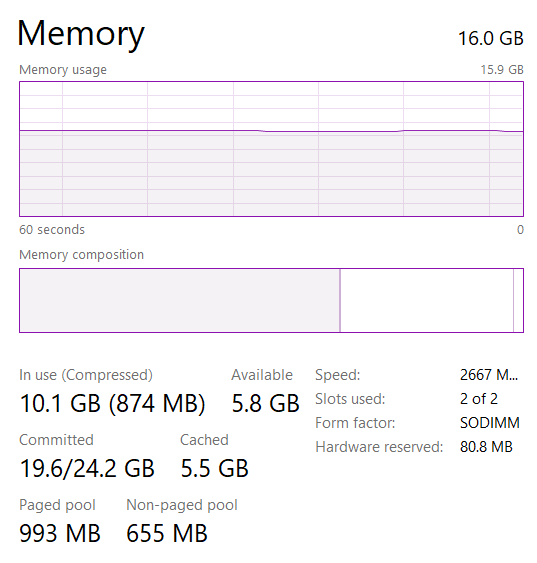 Memory 16.0 GB
Memory usage 15.9 GB
60 seconds 0
Memory composition
In use (Compressed) Available Speed: 2667 M...
10.1 GB (874 MB) 5.8 GB Slots used: 2 of 2
Form factor: SODIMM
Committed Cached Hardware reserved: 80.8 MB
19.6/24.2 GB 5.5 GB
Paged pool Non-paged pool
993 MB 655 MB